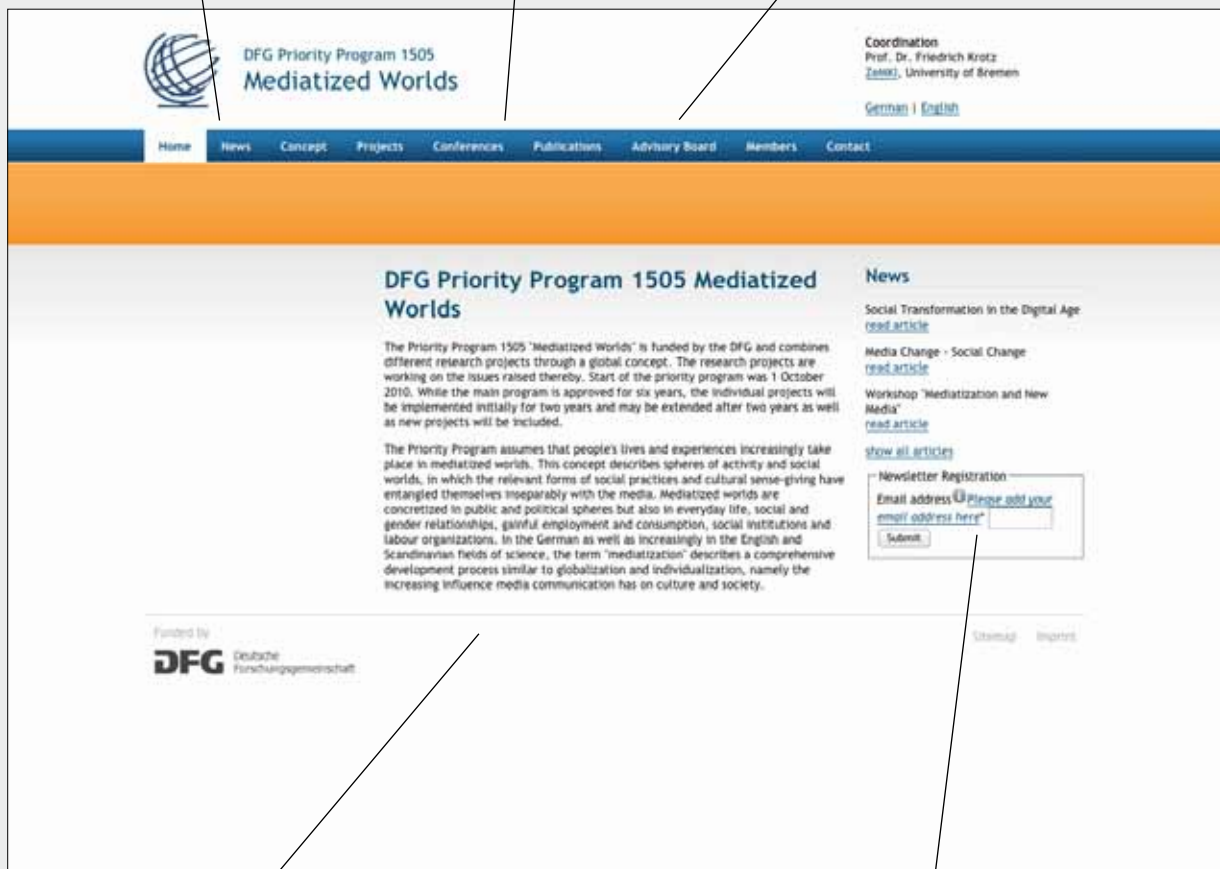 DFG Priority Program 1505
Mediatized Worlds
Coordination
Prof. Dr. Friedrich Krotz
ZeMKI, University of Bremen
German | English
Home News Concept Projects Conferences Publications Advisory Board Members Contact
DFG Priority Program 1505 Mediatized
Worlds
The Priority Program 1505 "Mediatized Worlds" is funded by the DFG and combines
different research projects through a global concept. The research projects are
working on the issues raised thereby. Start of the priority program was 1 October
2010. While the main program is approved for six years, the individual projects will
be implemented initially for two years and may be extended after two years as well
as new projects will be included.
The Priority Program assumes that people's lives and experiences increasingly take
place in mediatized worlds. This concept describes spheres of activity and social
worlds, in which the relevant forms of social practices and cultural sense-giving have
entangled themselves inseparably with the media. Mediatized worlds are
concretized in public and political spheres but also in everyday life, social and
gender relationships, gainful employment and consumption, social institutions and
labour organizations. In the German as well as increasingly in the English and
Scandinavian fields of science, the term "mediatization" describes a comprehensive
development process similar to globalization and individualization, namely the
increasing influence media communication has on culture and society.
News
Social Transformation in the Digital Age
read article
Media Change - Social Change
read article
Workshop "Mediatization and New
Media"
read article
show all articles
Newsletter Registration
Email address Please add your
email address here*
Submit
Funded by
DFG Deutsche
Forschungsgemeinschaft
Sitemap Imprint